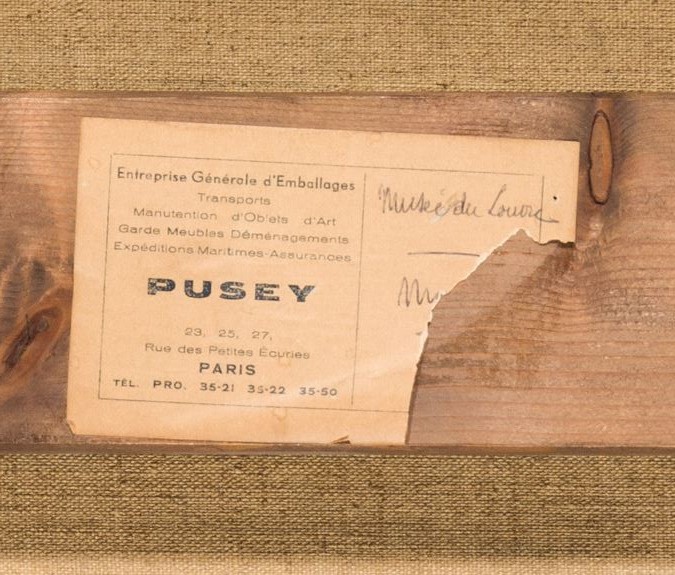 Entreprise Générale d'Emballages
Transports
Manutention d'Objets d'Art
Garde Meubles Déménagements
Expéditions Maritimes-Assurances
PUSEY
23, 25, 27,
Rue des Petites Écuries
PARIS
TÉL. PRO. 35-21 35-22 35-50
Musée du Louvre